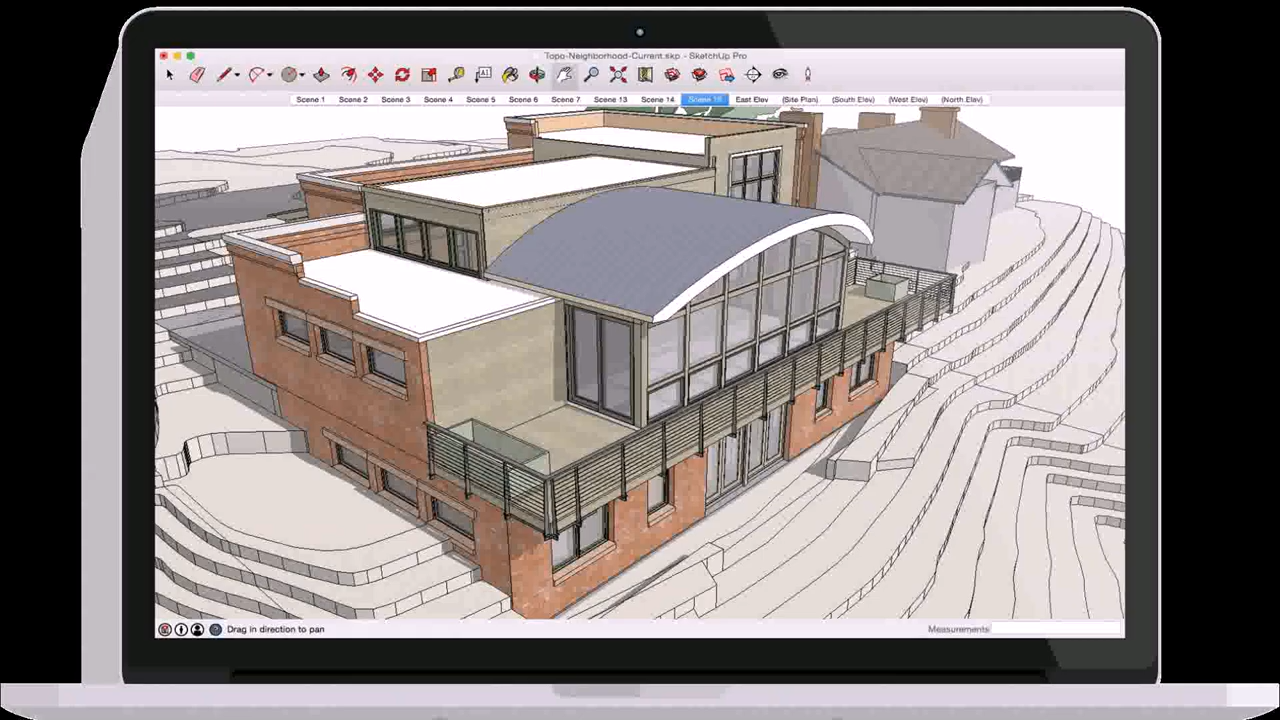 Topo-Neighborhood-Current.skp - SketchUp Pro
A1
Scene 1 Scene 2 Scene 3 Scene 4 Scene 5 Scene 6 Scene 7 Scene 13 Scene 14 East Elev (Site Plan) (South Elev) (West Elev) (North Elev)
Drag in direction to pan Measurements